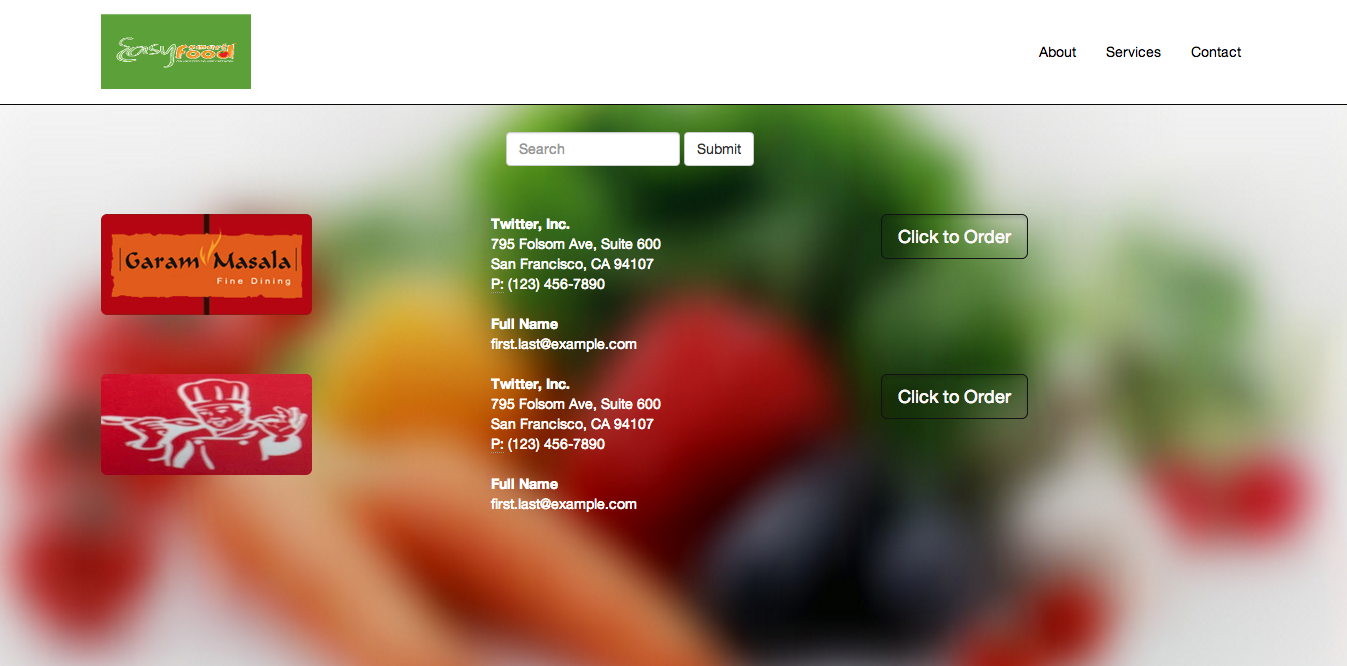 Easy
smart
food
About
Services
Contact
Search
Submit
Garam Masala
Fine Dining
Twitter, Inc.
795 Folsom Ave, Suite 600
San Francisco, CA 94107
P: (123) 456-7890
Full Name
first.last@example.com
Click to Order
Twitter, Inc.
795 Folsom Ave, Suite 600
San Francisco, CA 94107
P: (123) 456-7890
Full Name
first.last@example.com
Click to Order